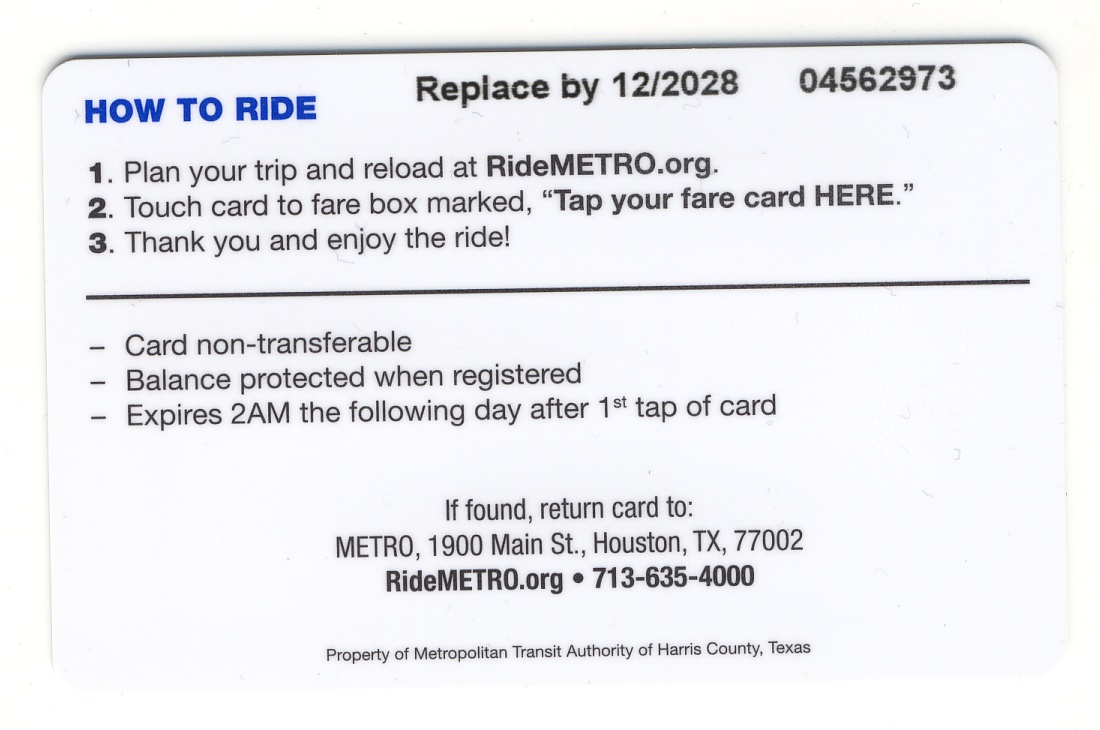 Replace by 12/2028 04562973
HOW TO RIDE
1. Plan your trip and reload at RideMETRO.org.
2. Touch card to fare box marked, “Tap your fare card HERE.”
3. Thank you and enjoy the ride!
– Card non-transferable
– Balance protected when registered
– Expires 2AM the following day after 1st tap of card
If found, return card to:
METRO, 1900 Main St., Houston, TX, 77002
RideMETRO.org • 713-635-4000
Property of Metropolitan Transit Authority of Harris County, Texas